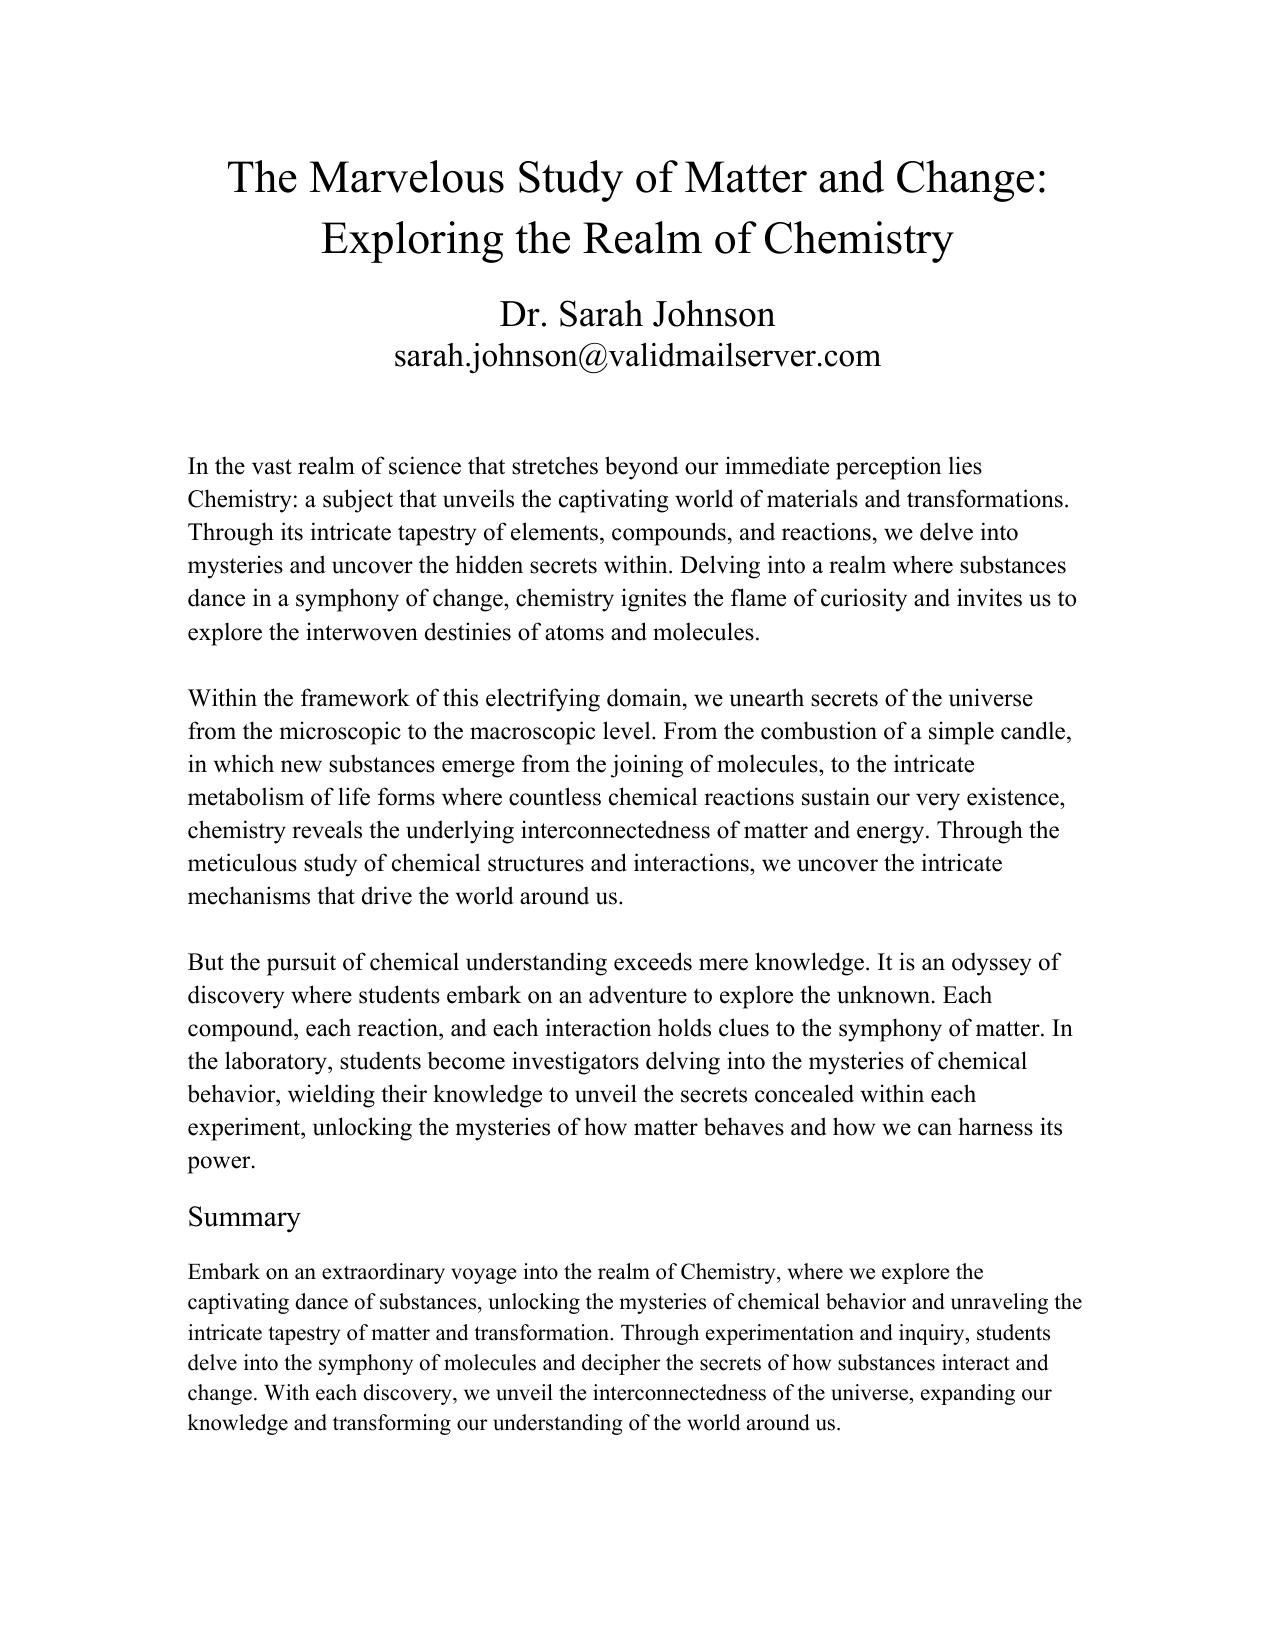 The Marvelous Study of Matter and Change:
Exploring the Realm of Chemistry
Dr. Sarah Johnson
sarah.johnson@validmailserver.com
In the vast realm of science that stretches beyond our immediate perception lies
Chemistry: a subject that unveils the captivating world of materials and transformations.
Through its intricate tapestry of elements, compounds, and reactions, we delve into
mysteries and uncover the hidden secrets within. Delving into a realm where substances
dance in a symphony of change, chemistry ignites the flame of curiosity and invites us to
explore the interwoven destinies of atoms and molecules.
Within the framework of this electrifying domain, we unearth secrets of the universe
from the microscopic to the macroscopic level. From the combustion of a simple candle,
in which new substances emerge from the joining of molecules, to the intricate
metabolism of life forms where countless chemical reactions sustain our very existence,
chemistry reveals the underlying interconnectedness of matter and energy. Through the
meticulous study of chemical structures and interactions, we uncover the intricate
mechanisms that drive the world around us.
But the pursuit of chemical understanding exceeds mere knowledge. It is an odyssey of
discovery where students embark on an adventure to explore the unknown. Each
compound, each reaction, and each interaction holds clues to the symphony of matter. In
the laboratory, students become investigators delving into the mysteries of chemical
behavior, wielding their knowledge to unveil the secrets concealed within each
experiment, unlocking the mysteries of how matter behaves and how we can harness its
power.
Summary
Embark on an extraordinary voyage into the realm of Chemistry, where we explore the
captivating dance of substances, unlocking the mysteries of chemical behavior and unraveling the
intricate tapestry of matter and transformation. Through experimentation and inquiry, students
delve into the symphony of molecules and decipher the secrets of how substances interact and
change. With each discovery, we unveil the interconnectedness of the universe, expanding our
knowledge and transforming our understanding of the world around us.